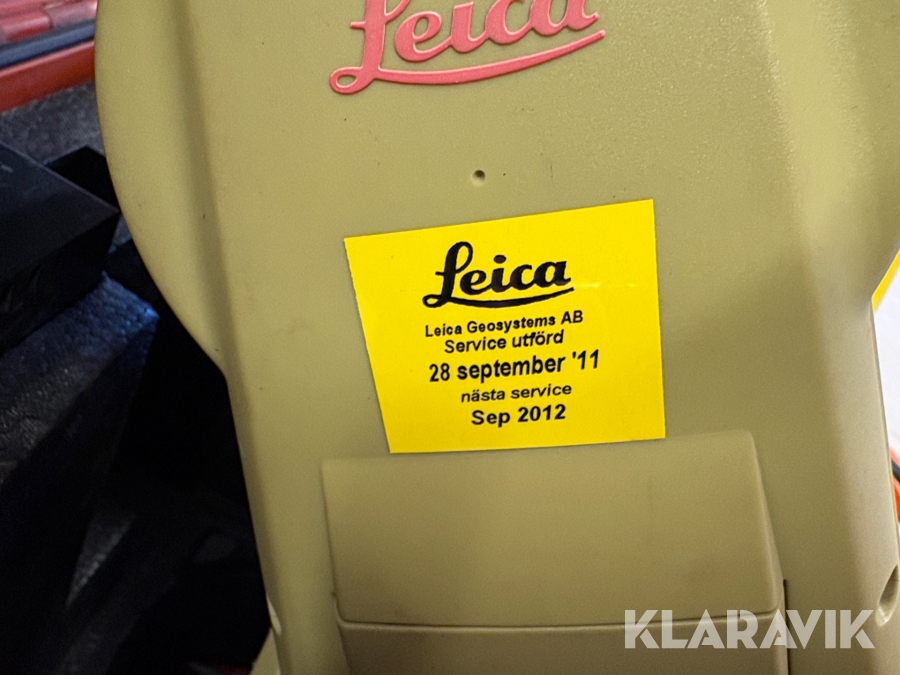 Leica
Leica
Leica Geosystems AB
Service utförd
28 september '11
nästa service
Sep 2012
KLARAVIK